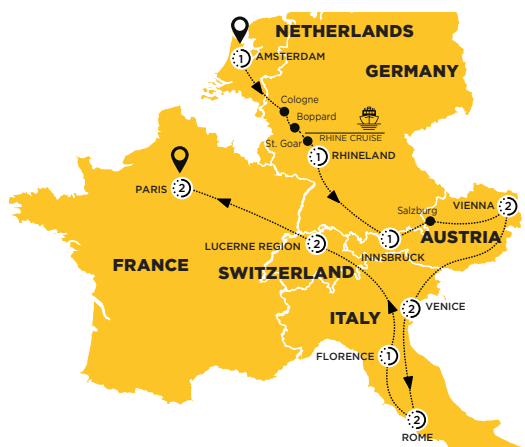 NETHERLANDS
1
AMSTERDAM
GERMANY
Cologne
Boppard
St. Goar
RHINE CRUISE
1
RHINELAND
PARIS
2
Salzburg
VIENNA
2
LUCERNE REGION
2
1
INNSBRUCK
AUSTRIA
FRANCE
SWITZERLAND
2
VENICE
ITALY
FLORENCE
1
2
ROME